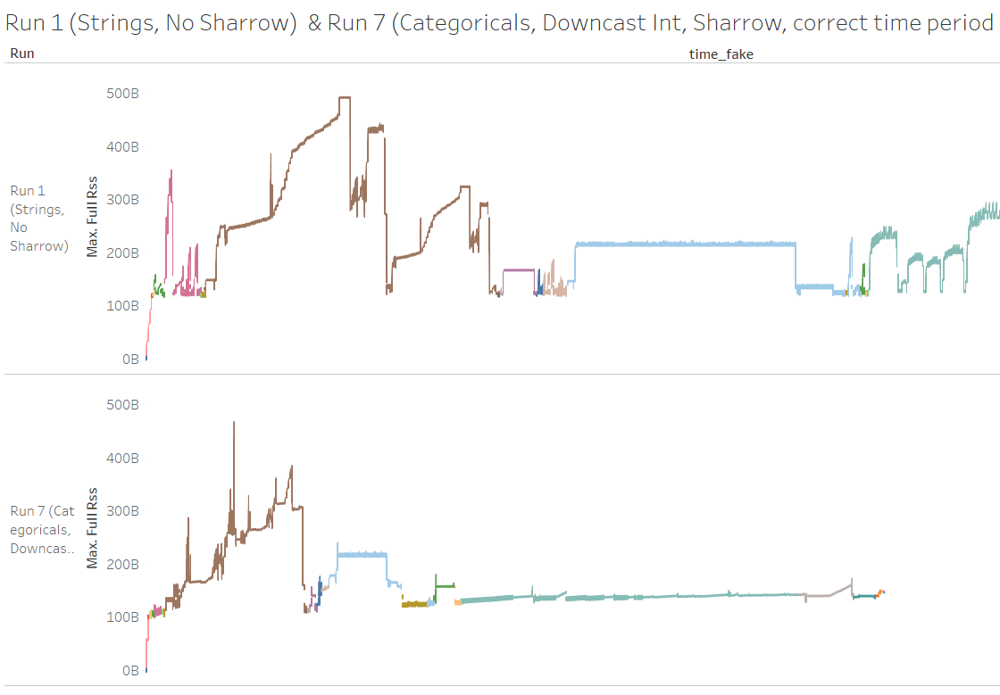 Run 1 (Strings, No Sharrow) & Run 7 (Categoricals, Downcast Int, Sharrow, correct time period
Run
time_fake
500B
400B
300B
200B
100B
0B
Max. Full Rss
Run 1
(Strings,
No
Sharrow)
500B
400B
300B
200B
100B
0B
Max. Full Rss
Run 7 (Cat
egoricals,
Downcas..